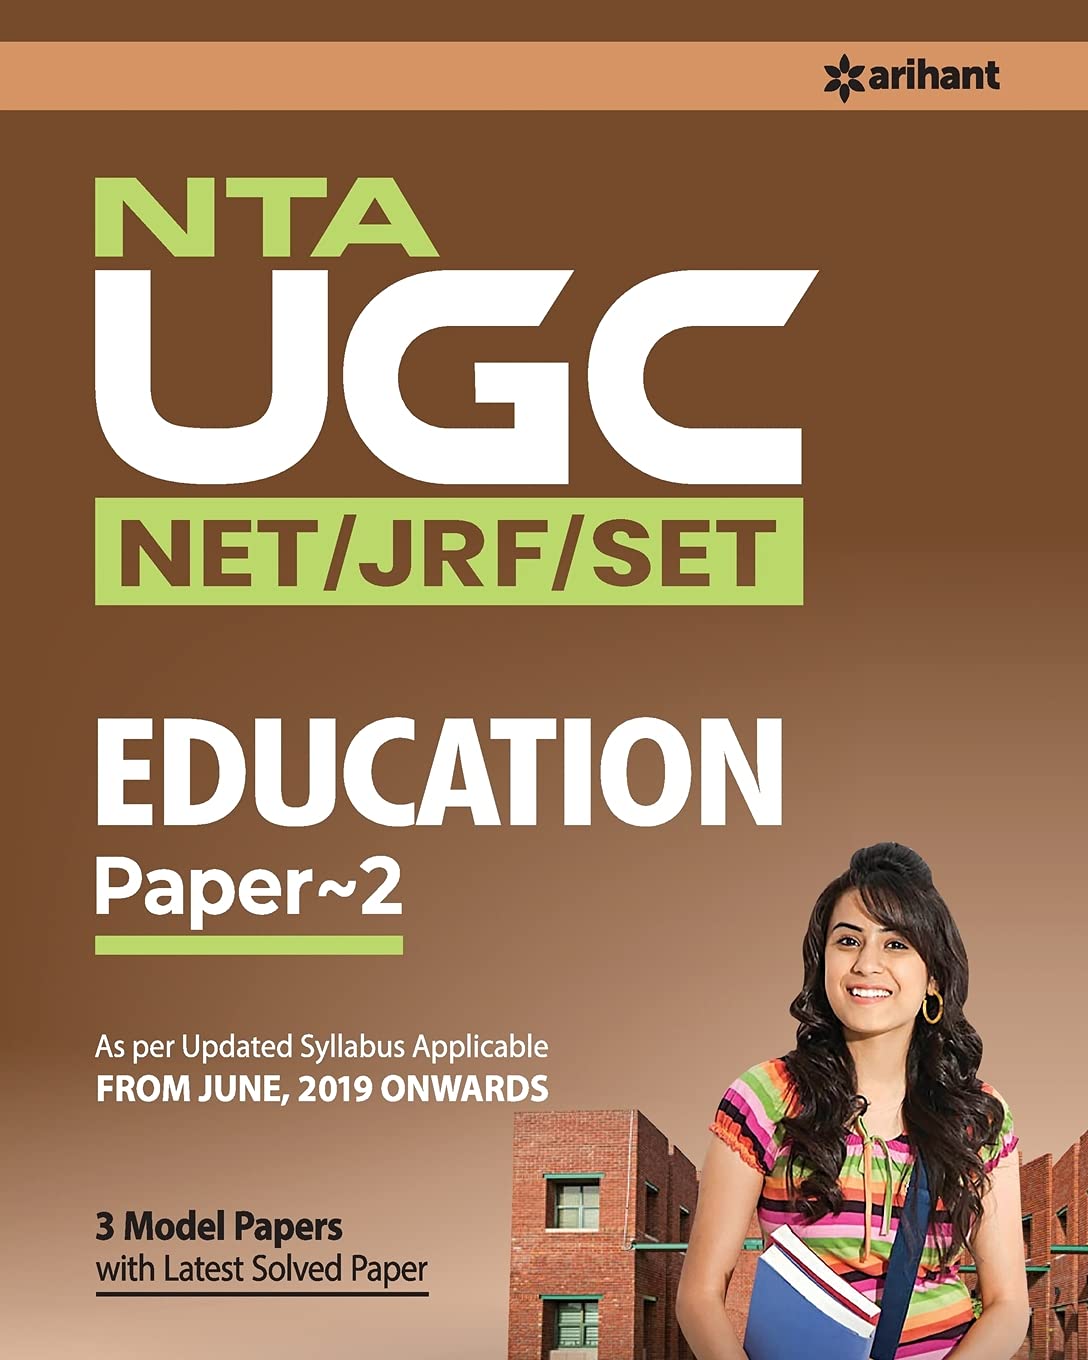 arihant
NTA
UGC
NET/JRF/SET
EDUCATION
Paper~2
As per Updated Syllabus Applicable
FROM JUNE, 2019 ONWARDS
3 Model Papers
with Latest Solved Paper